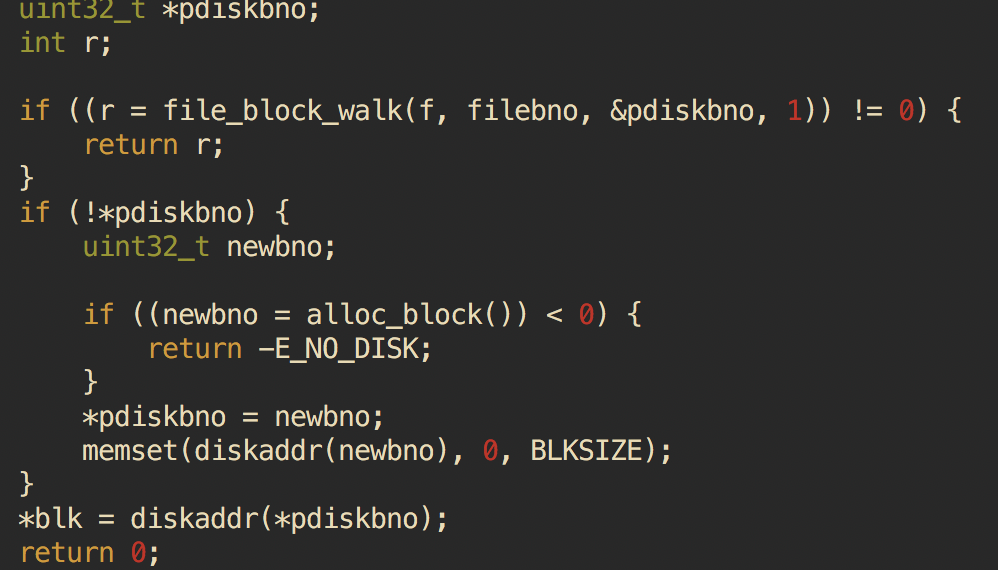 uint32_t *pdiskbno;
int r;
if ((r = file_block_walk(f, filebno, &pdiskbno, 1)) != 0) {
return r;
}
if (!*pdiskbno) {
uint32_t newbno;
if ((newbno = alloc_block()) < 0) {
return -E_NO_DISK;
}
*pdiskbno = newbno;
memset(diskaddr(newbno), 0, BLKSIZE);
}
*blk = diskaddr(*pdiskbno);
return 0;